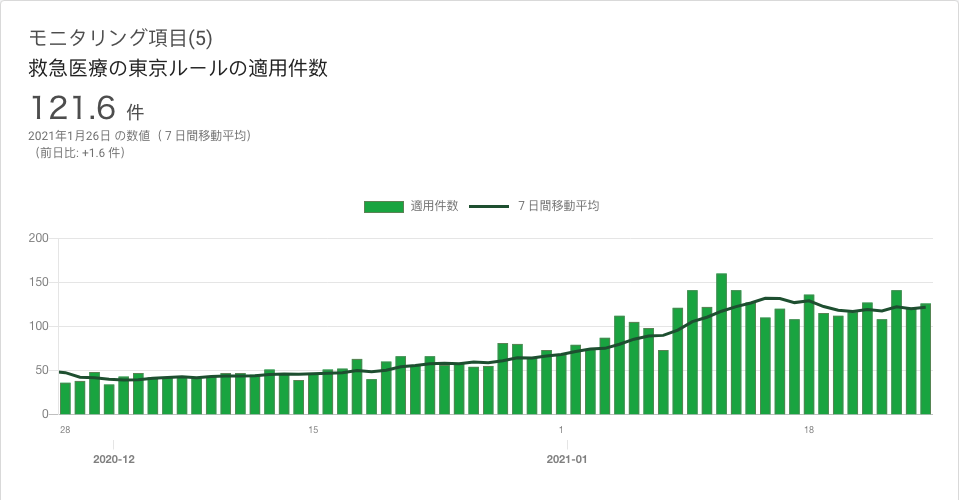 モニタリング項目(5)
救急医療の東京ルールの適用件数
121.6 件
2021年1月26日 の数値（７日間移動平均）
（前日比: +1.6 件）
適用件数 ７日間移動平均
200
150
100
50
0
28 15 1 18
2020-12 2021-01